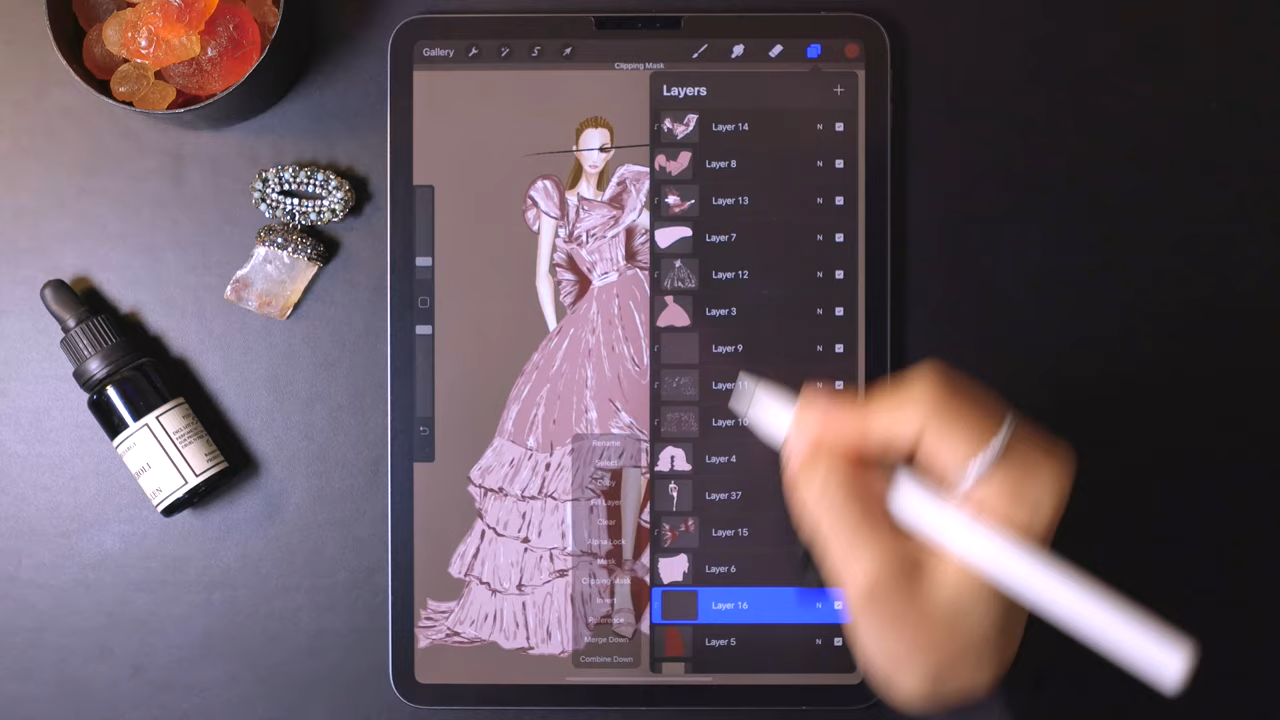 Gallery
Clipping Mask
Layers
Layer 14 N
Layer 8 N
Layer 13 N
Layer 7 N
Layer 12 N
Layer 3 N
Layer 9 N
Layer 11 N
Layer 10
Layer 4
Layer 37
Layer 15
Layer 6
Layer 16 N
Layer 5 N
Rename
Select
Copy
Fill Layer
Clear
Alpha Lock
Mask
Clipping Mask
Invert
Reference
Merge Down
Combine Down